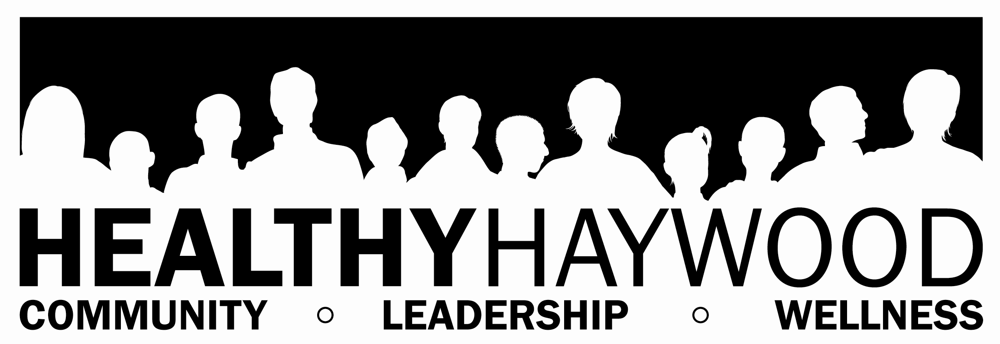 HEALTHYHAYWOOD
COMMUNITY ○ LEADERSHIP ○ WELLNESS